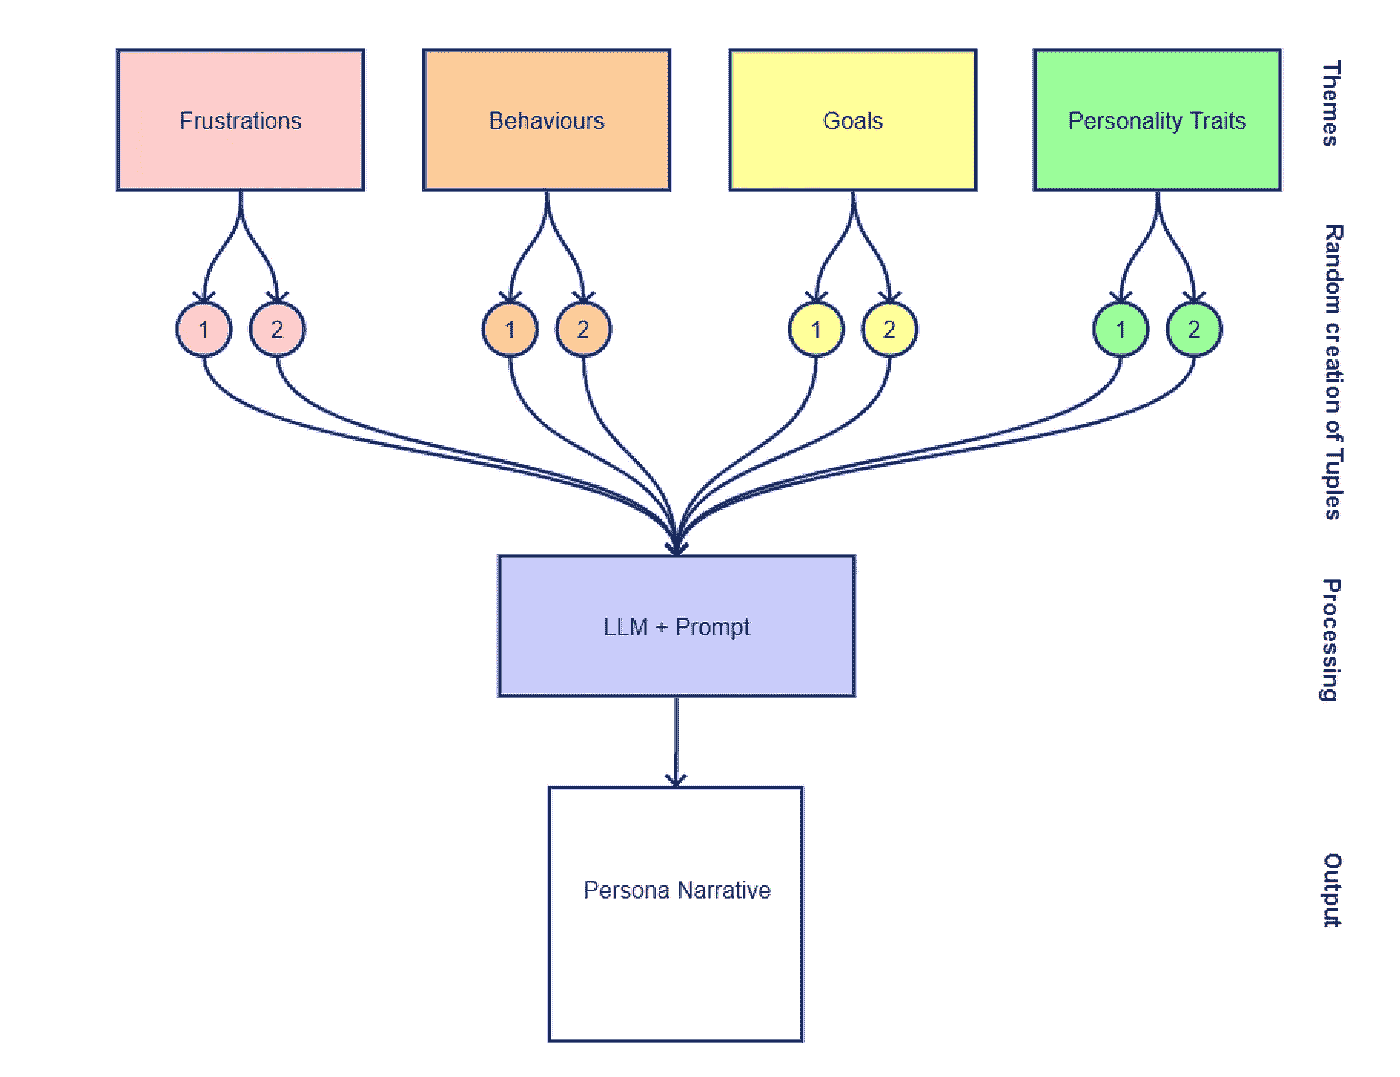 Frustrations
Behaviours
Goals
Personality Traits
Themes
1
2
1
2
1
2
1
2
Random creation of Tuples
LLM + Prompt
Processing
Persona Narrative
Output